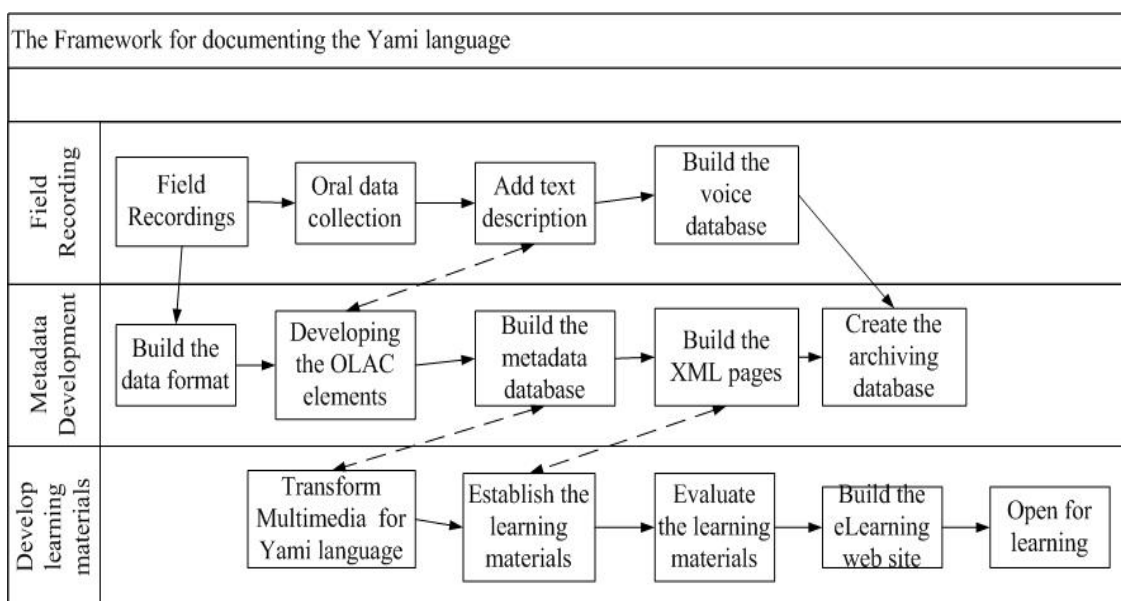 The Framework for documenting the Yami language
Field
Recording
Field
Recordings
Oral data
collection
Add text
description
Build the
voice
database
Metadata
Development
Build the
data format
Developing
the OLAC
elements
Build the
metadata
database
Build the
XML pages
Create the
archiving
database
Develop
learning
materials
Transform
Multimedia for
Yami language
Establish the
learning
materials
Evaluate
the learning
materials
Build the
eLearning
web site
Open for
learning